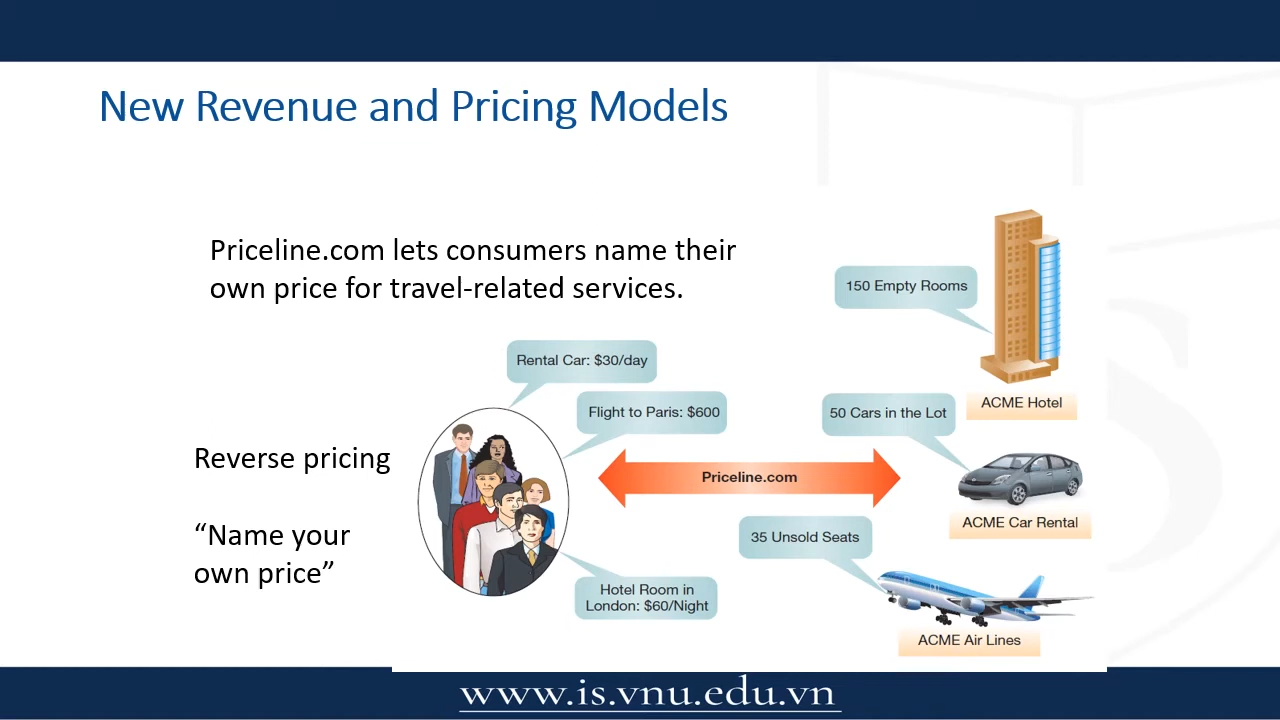 New Revenue and Pricing Models
Priceline.com lets consumers name their
own price for travel-related services.
150 Empty Rooms
ACME Hotel
Rental Car: $30/day
Flight to Paris: $600
50 Cars in the Lot
Reverse pricing
Priceline.com
ACME Car Rental
“Name your
own price”
35 Unsold Seats
Hotel Room in
London: $60/Night
ACME Air Lines
www.is.vnu.edu.vn